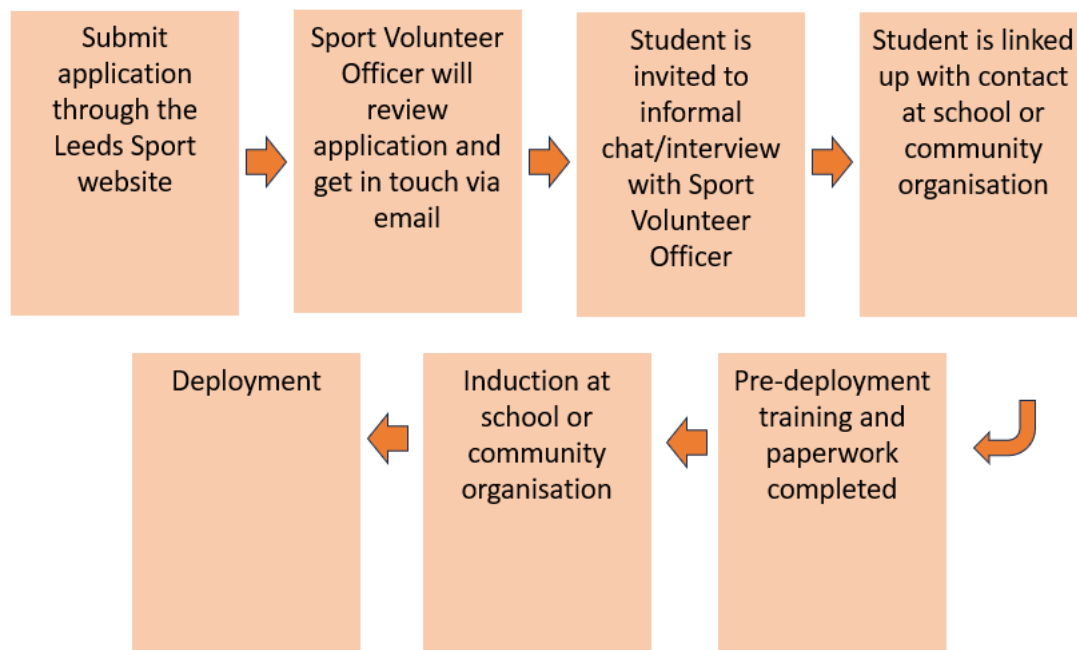 Submit
application
through the
Leeds Sport
website
Sport Volunteer
Officer will
review
application and
get in touch via
email
Student is
invited to
informal
chat/interview
with Sport
Volunteer
Officer
Student is linked
up with contact
at school or
community
organisation
Pre-deployment
training and
paperwork
completed
Induction at
school or
community
organisation
Deployment